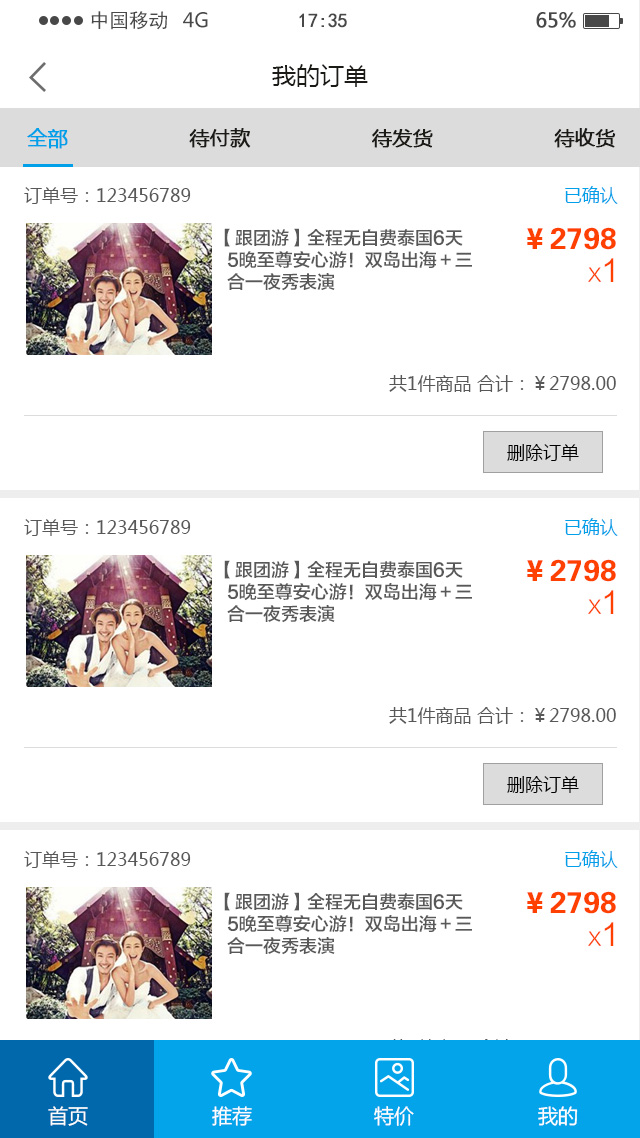 中国移动 4G 17:35 65%
我的订单
全部 待付款 待发货 待收货
订单号：123456789 已确认
【跟团游】全程无自费泰国6天 ¥ 2798
5晚至尊安心游！双岛出海＋三 x1
合一夜秀表演
共1件商品 合计：¥ 2798.00
删除订单
订单号：123456789 已确认
【跟团游】全程无自费泰国6天 ¥ 2798
5晚至尊安心游！双岛出海＋三 x1
合一夜秀表演
共1件商品 合计：¥ 2798.00
删除订单
订单号：123456789 已确认
【跟团游】全程无自费泰国6天 ¥ 2798
5晚至尊安心游！双岛出海＋三 x1
合一夜秀表演
首页 推荐 特价 我的